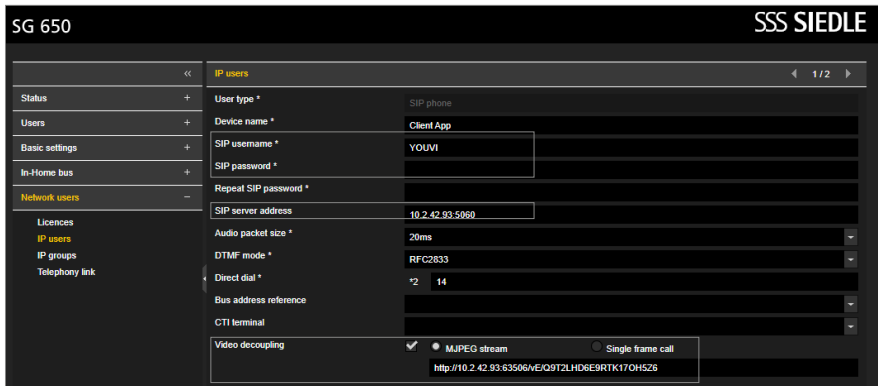 SG 650
SSS SIEDLE
«
IP users
1 / 2
Status +
Users +
Basic settings +
In-Home bus +
Network users −
Licences
IP users
IP groups
Telephony link
User type * SIP phone
Device name * Client App
SIP username * YOUVI
SIP password *
Repeat SIP password *
SIP server address 10.2.42.93:5060
Audio packet size * 20ms
DTMF mode * RFC2833
Direct dial * *2 14
Bus address reference
CTI terminal
Video decoupling MJPEG stream Single frame call
http://10.2.42.93:63506/vE/Q9T2LHD6E9RTK17OH5Z6